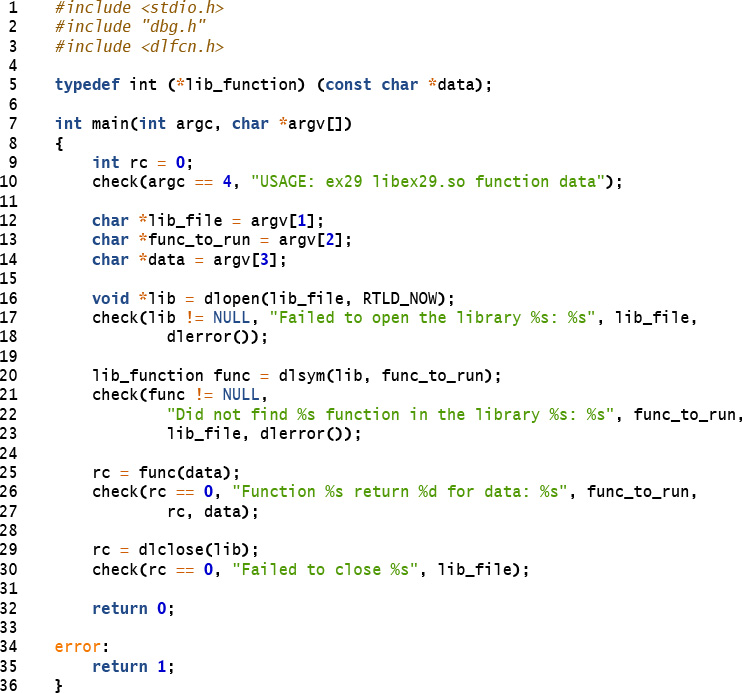 1 #include <stdio.h>
2 #include "dbg.h"
3 #include <dlfcn.h>
4
5 typedef int (*lib_function) (const char *data);
6
7 int main(int argc, char *argv[])
8 {
9     int rc = 0;
10     check(argc == 4, "USAGE: ex29 libex29.so function data");
11
12     char *lib_file = argv[1];
13     char *func_to_run = argv[2];
14     char *data = argv[3];
15
16     void *lib = dlopen(lib_file, RTLD_NOW);
17     check(lib != NULL, "Failed to open the library %s: %s", lib_file,
18             dlerror());
19
20     lib_function func = dlsym(lib, func_to_run);
21     check(func != NULL,
22             "Did not find %s function in the library %s: %s", func_to_run,
23             lib_file, dlerror());
24
25     rc = func(data);
26     check(rc == 0, "Function %s return %d for data: %s", func_to_run,
27             rc, data);
28
29     rc = dlclose(lib);
30     check(rc == 0, "Failed to close %s", lib_file);
31
32     return 0;
33
34 error:
35     return 1;
36 }